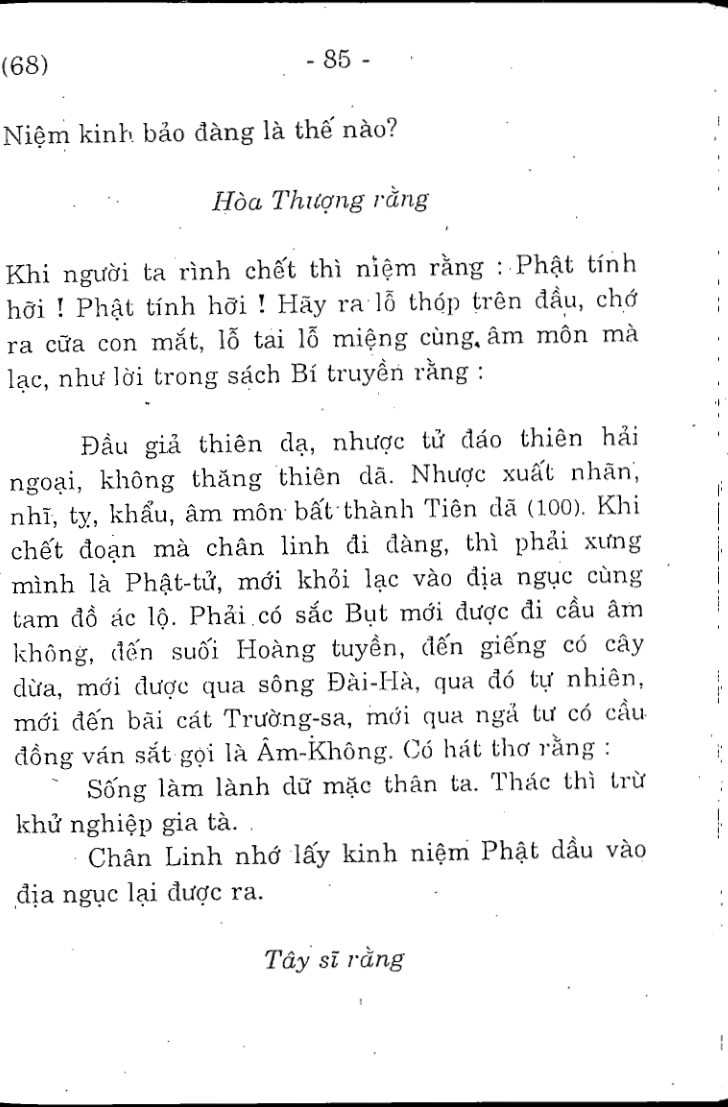 (68)
- 85 -
Niệm kinh bảo đàng là thế nào?
Hòa Thượng rằng
Khi người ta rình chết thì niệm rằng : Phật tính
hỡi ! Phật tính hỡi ! Hãy ra lỗ thóp trên đầu, chớ
ra cữa con mắt, lỗ tai lỗ miệng cùng âm môn mà
lạc, như lời trong sách Bí truyền rằng :
Đầu giả thiên dạ, nhược tử đáo thiên hải
ngoại, không thăng thiên dã. Nhược xuất nhãn,
nhĩ, tỵ, khẩu, âm môn bất thành Tiên dã (100). Khi
chết đoạn mà chân linh đi đàng, thì phải xưng
mình là Phật-tử, mới khỏi lạc vào địa ngục cùng
tam đồ ác lộ. Phải có sắc Bụt mới được đi cầu âm
không, đến suối Hoàng tuyền, đến giếng có cây
dừa, mới được qua sông Đài-Hà, qua đó tự nhiên,
mới đến bãi cát Trường-sa, mới qua ngả tư có cầu
đồng ván sắt gọi là Âm-Không. Có hát thơ rằng :
Sống làm lành dữ mặc thân ta. Thác thì trừ
khử nghiệp gia tà.
Chân Linh nhớ lấy kinh niệm Phật dầu vào
địa ngục lại được ra.
Tây sĩ rằng